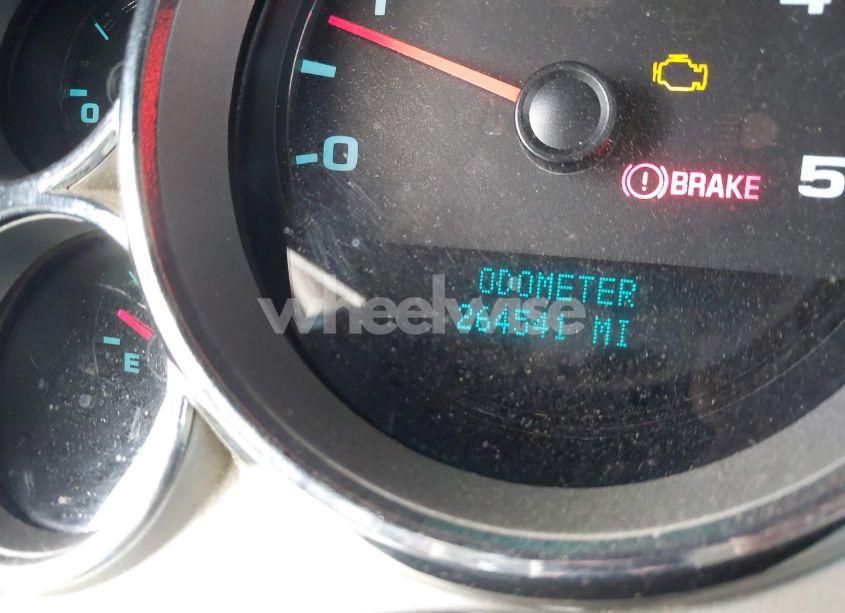 1
4
0
0
BRAKE
5
ODOMETER
264541 MI
E
wheelwise